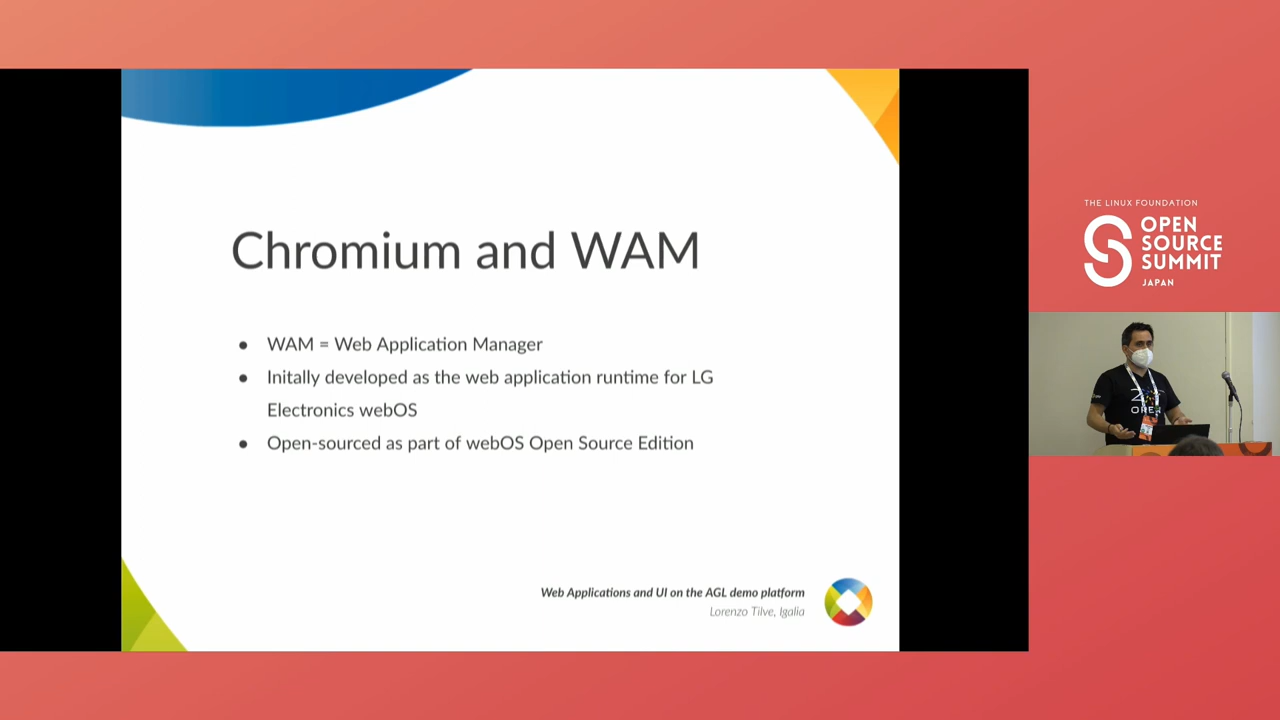 Chromium and WAM
● WAM = Web Application Manager
● Initally developed as the web application runtime for LG
Electronics webOS
● Open-sourced as part of webOS Open Source Edition
Web Applications and UI on the AGL demo platform
Lorenzo Tilve, Igalia
THE LINUX FOUNDATION
OPEN
SOURCE
SUMMIT
JAPAN